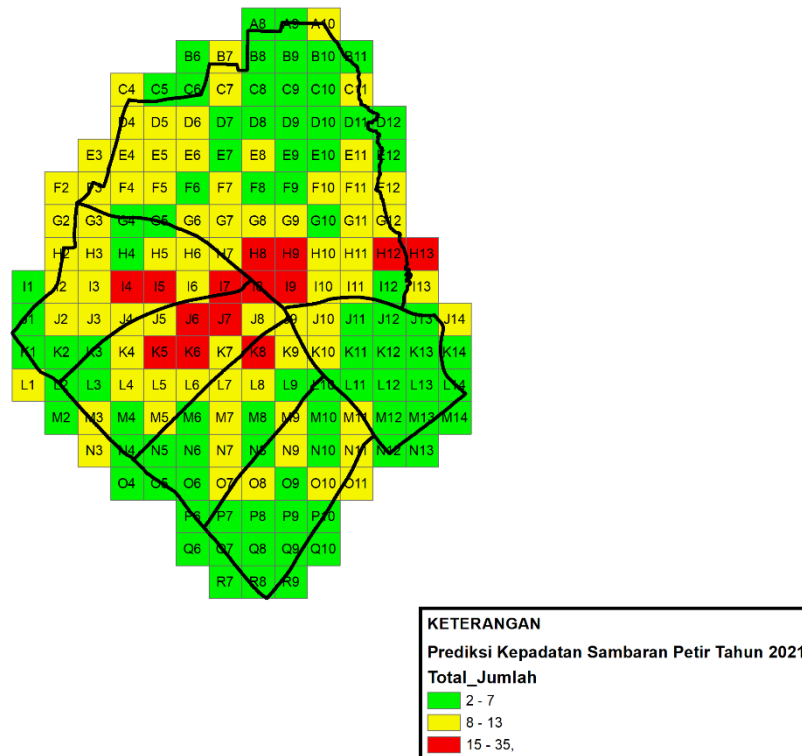 A8 A9 A10
B6 B7 B8 B9 B10 B11
C4 C5 C6 C7 C8 C9 C10 C11
D4 D5 D6 D7 D8 D9 D10 D11 D12
E3 E4 E5 E6 E7 E8 E9 E10 E11 E12
F2 F3 F4 F5 F6 F7 F8 F9 F10 F11 F12
G2 G3 G4 G5 G6 G7 G8 G9 G10 G11 G12
H2 H3 H4 H5 H6 H7 H8 H9 H10 H11 H12 H13
I1 I2 I3 I4 I5 I6 I7 I8 I9 I10 I11 I12 I13
J1 J2 J3 J4 J5 J6 J7 J8 J9 J10 J11 J12 J13 J14
K1 K2 K3 K4 K5 K6 K7 K8 K9 K10 K11 K12 K13 K14
L1 L2 L3 L4 L5 L6 L7 L8 L9 L10 L11 L12 L13 L14
M2 M3 M4 M5 M6 M7 M8 M9 M10 M11 M12 M13 M14
N3 N4 N5 N6 N7 N8 N9 N10 N11 N12 N13
O4 O5 O6 O7 O8 O9 O10 O11
P6 P7 P8 P9 P10
Q6 Q7 Q8 Q9 Q10
R7 R8 R9
KETERANGAN
Prediksi Kepadatan Sambaran Petir Tahun 2021
Total_Jumlah
2 - 7
8 - 13
15 - 35,